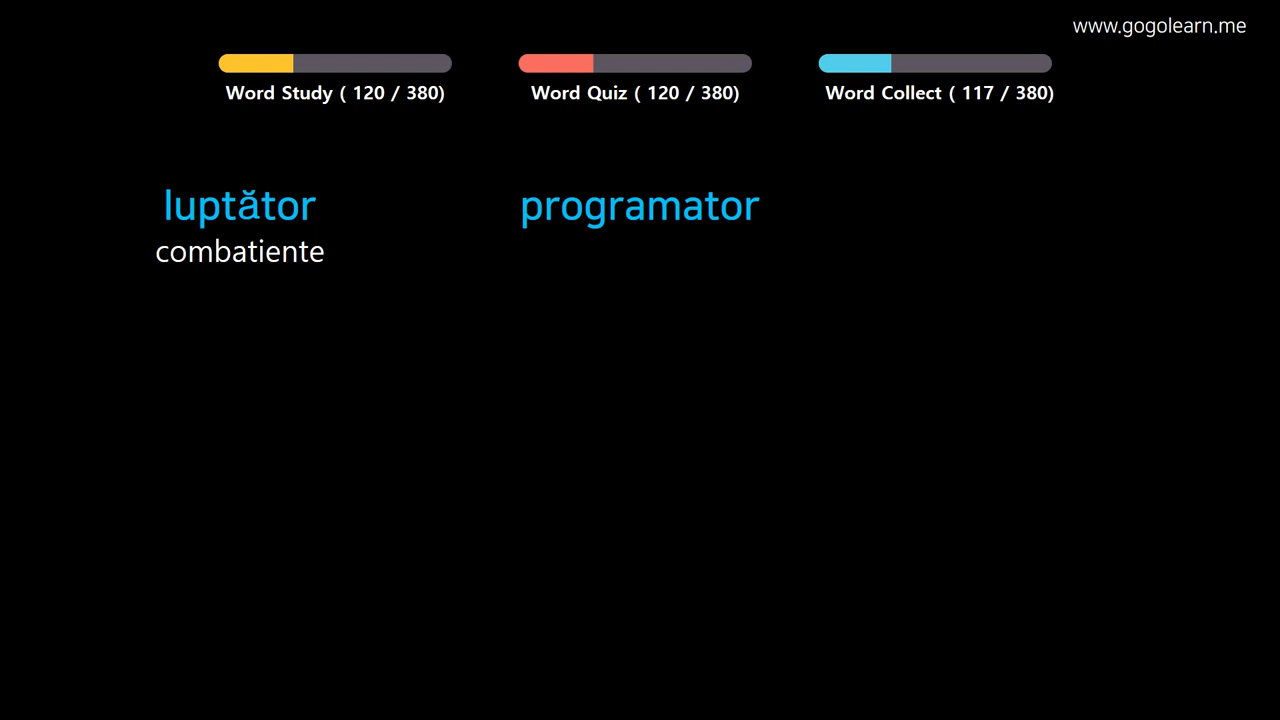 www.gogolearn.me
Word Study ( 120 / 380)
Word Quiz ( 120 / 380)
Word Collect ( 117 / 380)
luptător
combatiente
programator